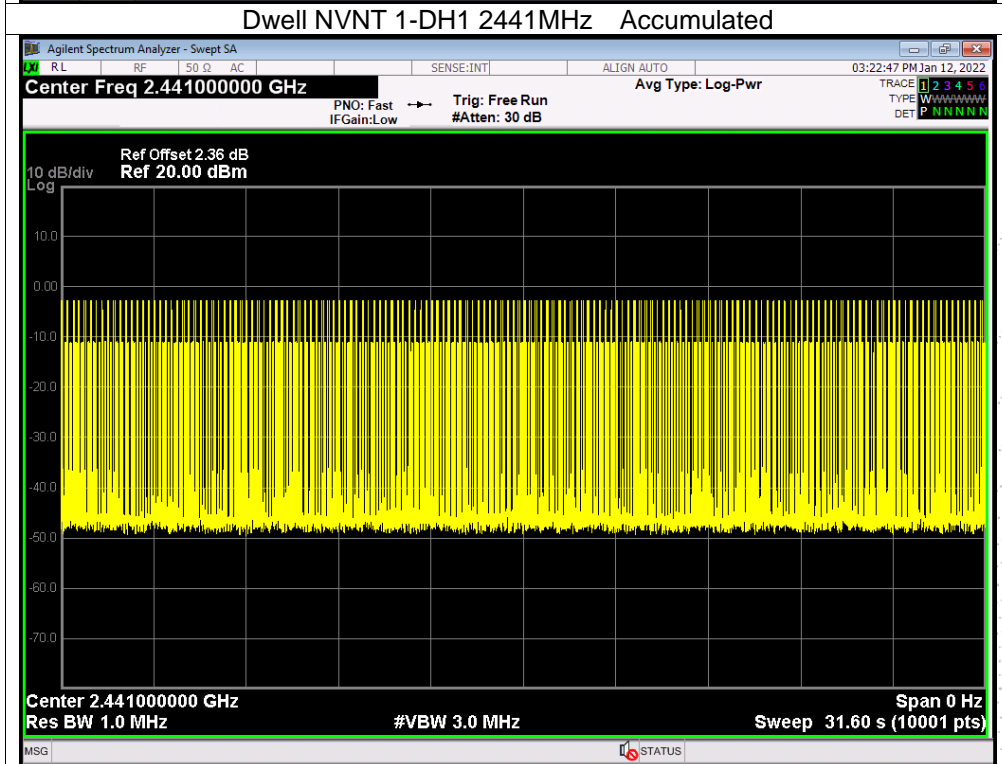 Dwell NVNT 1-DH1 2441MHz Accumulated
Agilent Spectrum Analyzer - Swept SA
LXI RL RF 50 Ω AC SENSE:INT ALIGN AUTO 03:22:47 PM Jan 12, 2022
Center Freq 2.441000000 GHz Avg Type: Log-Pwr TRACE 1 2 3 4 5 6
PNO: Fast Trig: Free Run TYPE WWWWWW
IFGain:Low #Atten: 30 dB DET P N N N N N
Ref Offset 2.36 dB
10 dB/div Ref 20.00 dBm
Log
10.0
0.00
-10.0
-20.0
-30.0
-40.0
-50.0
-60.0
-70.0
Center 2.441000000 GHz Span 0 Hz
Res BW 1.0 MHz #VBW 3.0 MHz Sweep 31.60 s (10001 pts)
MSG STATUS